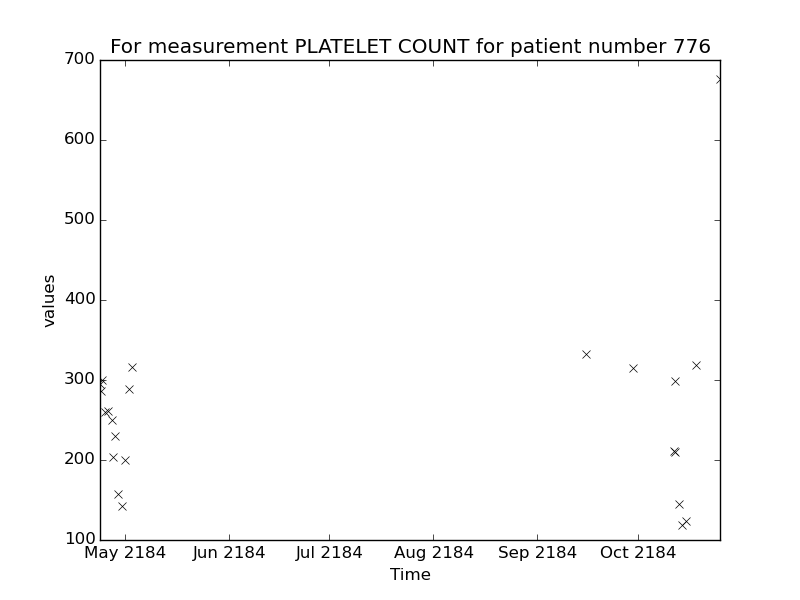 For measurement PLATELET COUNT for patient number 776
700
600
500
400
300
200
100
values
May 2184 Jun 2184 Jul 2184 Aug 2184 Sep 2184 Oct 2184
Time